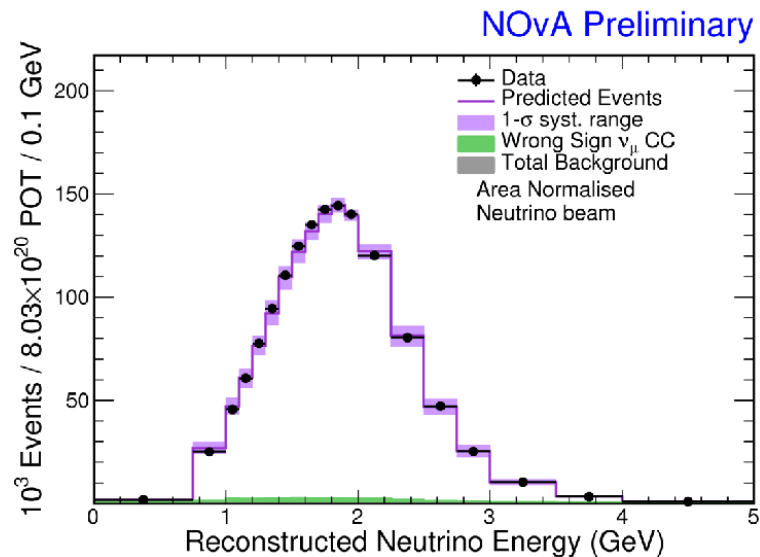 NOvA Preliminary
Data
Predicted Events
1-σ syst. range
Wrong Sign ν_μ CC
Total Background
Area Normalised
Neutrino beam
10³ Events / 8.03×10²⁰ POT / 0.1 GeV
200
150
100
50
0 1 2 3 4 5
Reconstructed Neutrino Energy (GeV)